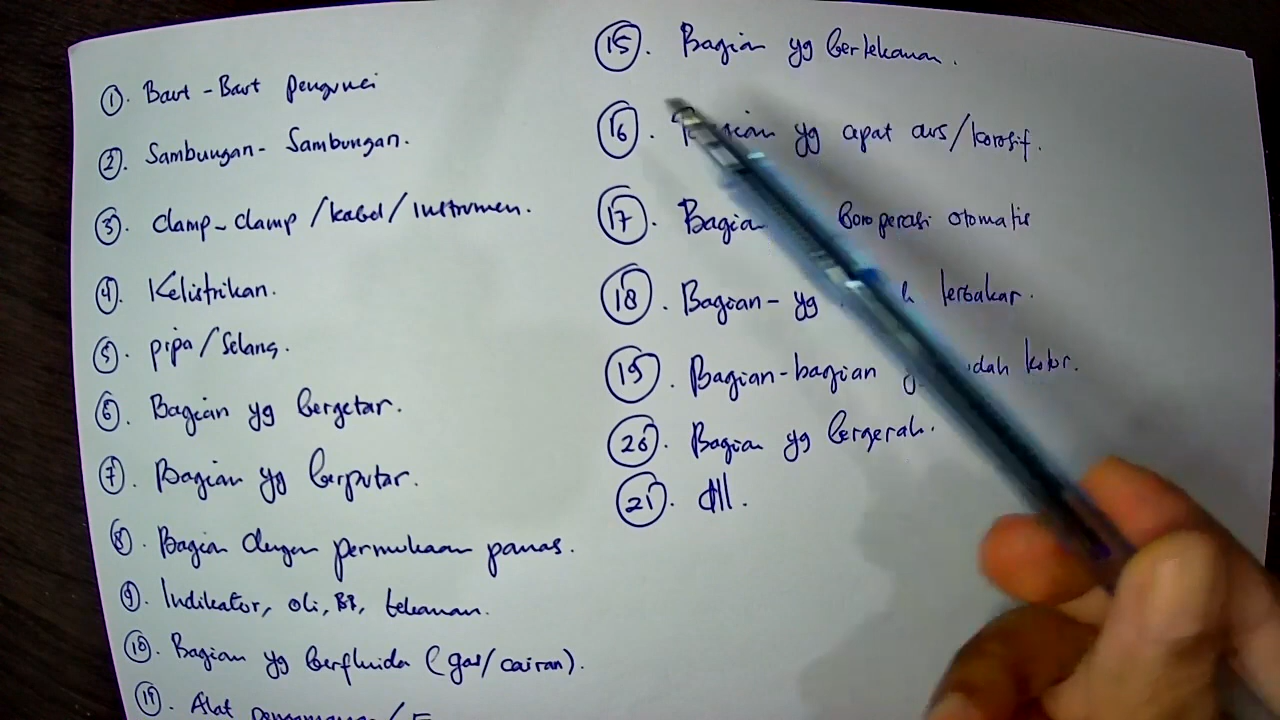 1. Baut - Baut pengunci
2. Sambungan - Sambungan.
3. Clamp - clamp / kabel / instrumen.
4. Kelistrikan.
5. pipa / Selang.
6. Bagian yg bergetar.
7. Bagian yg berputar.
8. Bagian dengan permukaan panas.
9. Indikator, oli, BB, tekanan.
10. Bagian yg berfluida (gas/cairan).
11. Alat
15. Bagian yg bertekanan.
16. yg apat aus/korosif.
17. Bagian Beroperasi otomatis
18. Bagian - yg terbakar.
19. Bagian - bagian kotor.
20. Bagian yg bergerak.
21. dll.